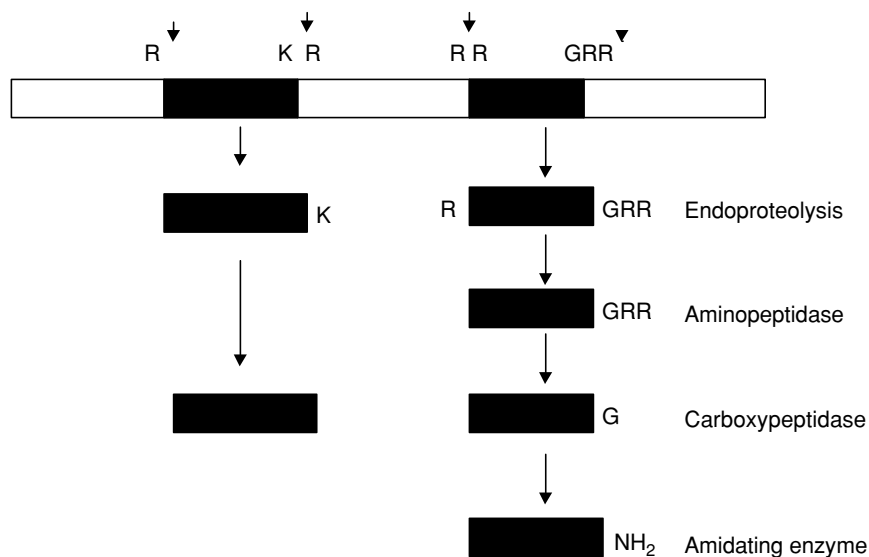 R K R R R GRR
K R GRR Endoproteolysis
GRR Aminopeptidase
G Carboxypeptidase
NH₂ Amidating enzyme